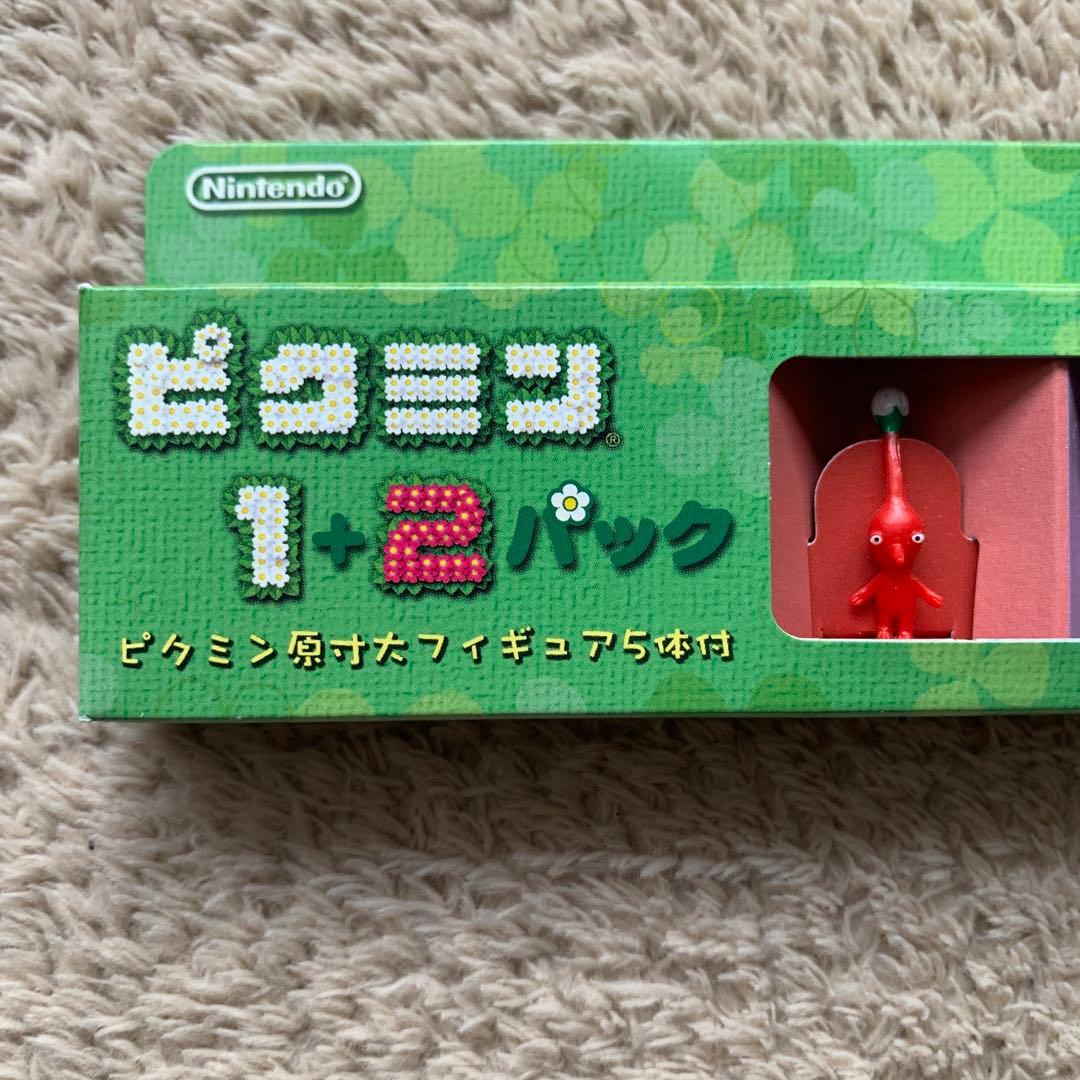 Nintendo
ピクミン®
1+2パック
ピクミン原寸大フィギュア5体付